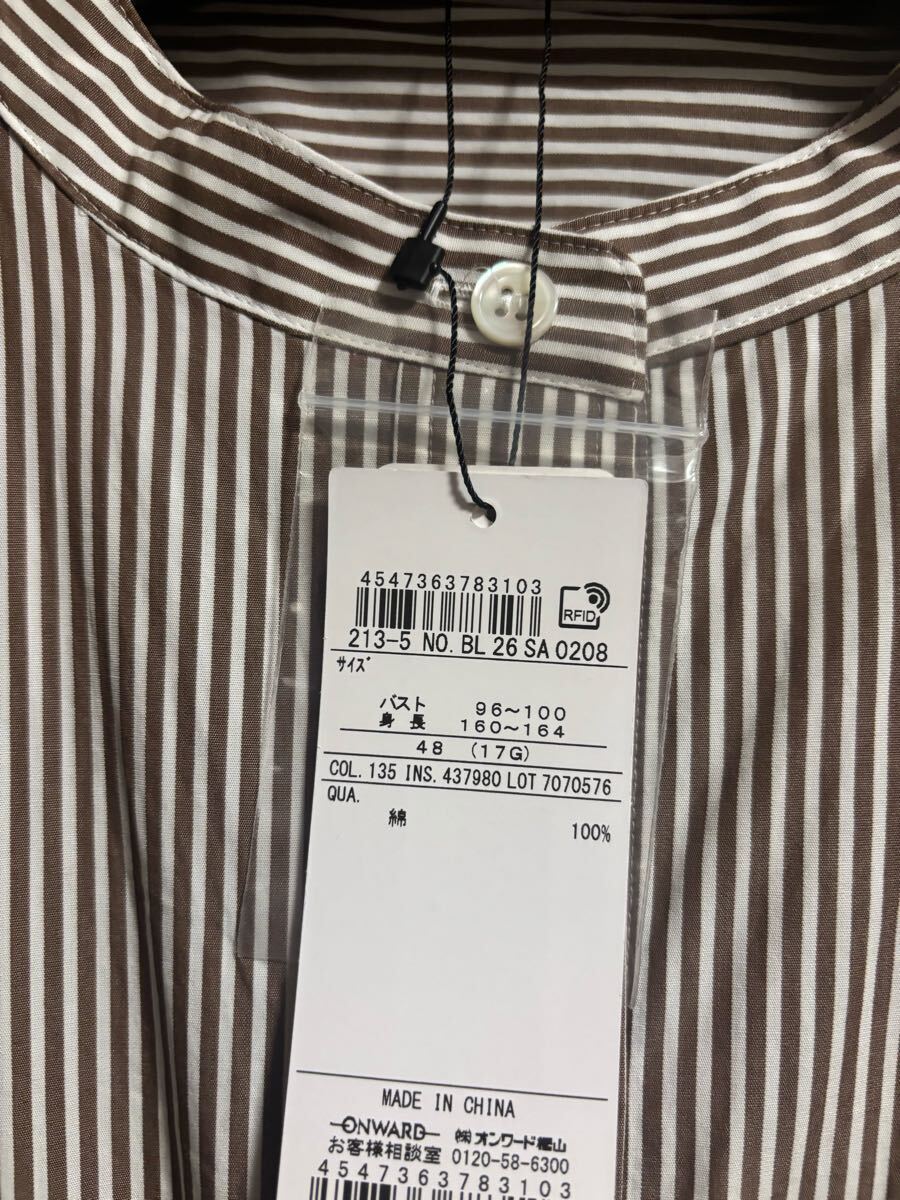 4547363783103
RFID
213-5 NO. BL 26 SA 0208
サイズ
バスト 96〜100
身長 160〜164
48 (17G)
COL. 135 INS. 437980 LOT 7070576
QUA.
綿 100%
MADE IN CHINA
ONWARD ㈱オンワード樫山
お客様相談室 0120-58-6300
4547363783103